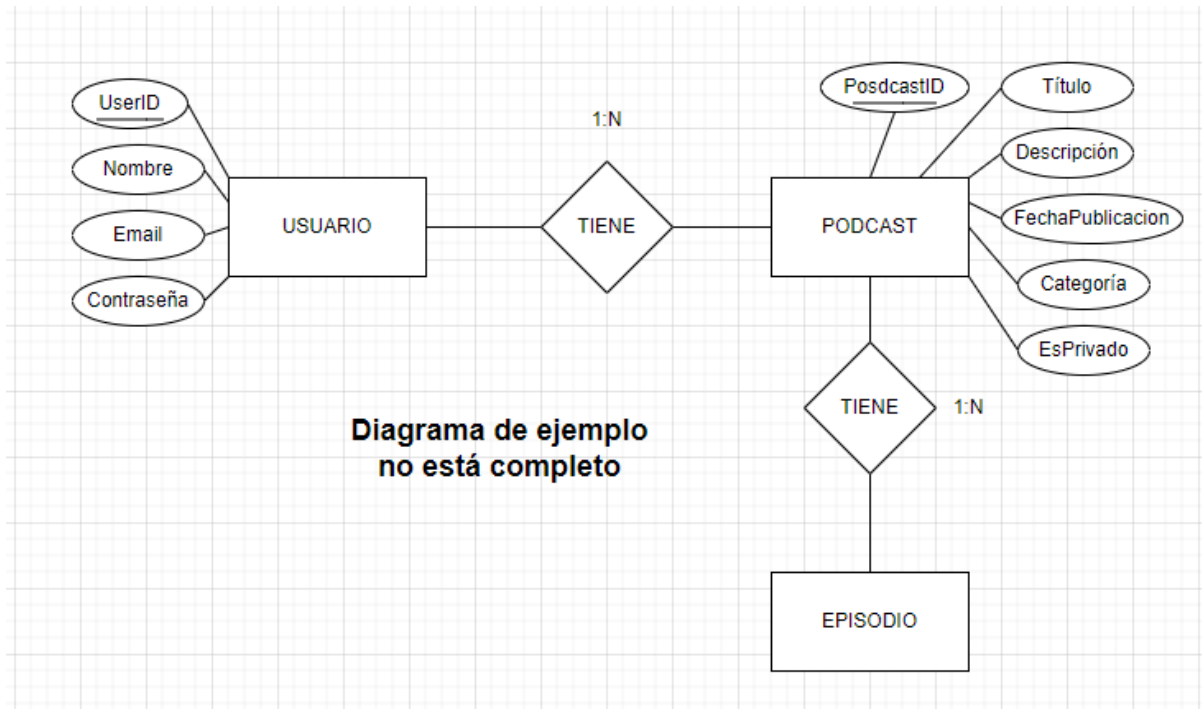 PosdcastID
Título
UserID
1:N
Descripción
Nombre
FechaPublicacion
USUARIO
TIENE
PODCAST
Email
Categoría
Contraseña
EsPrivado
TIENE
1:N
Diagrama de ejemplo
no está completo
EPISODIO